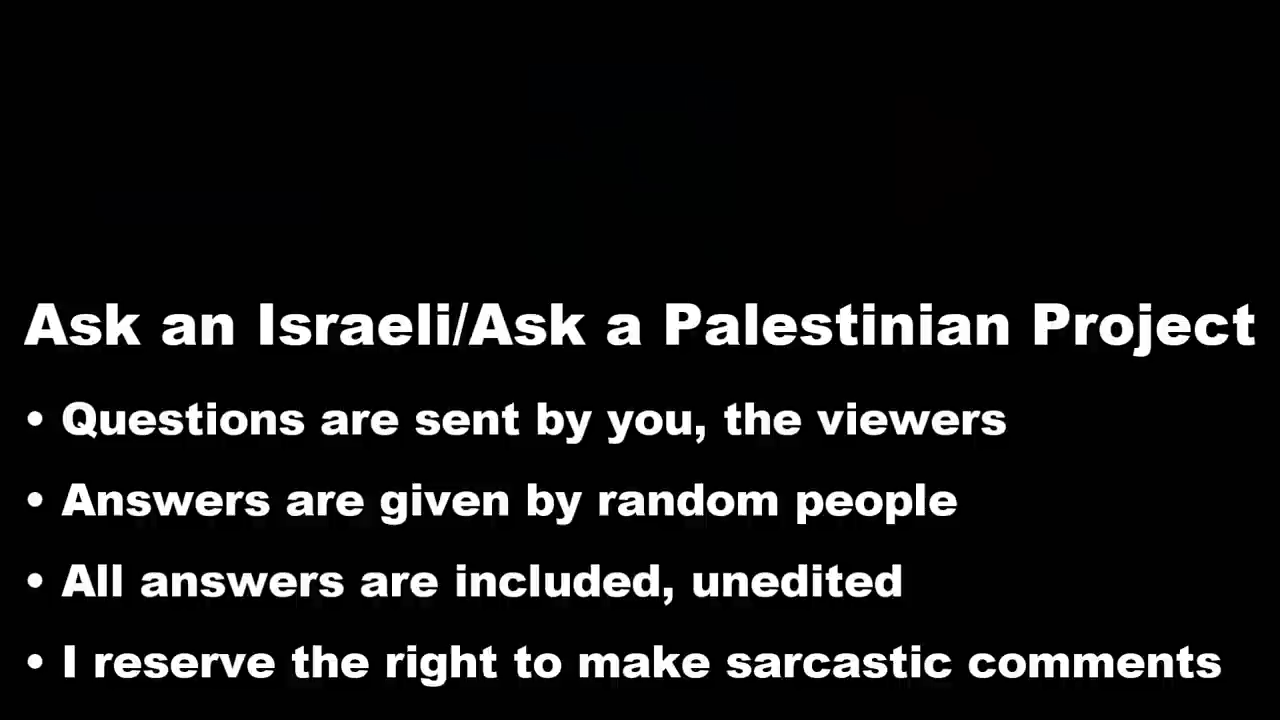 Ask an Israeli/Ask a Palestinian Project
• Questions are sent by you, the viewers
• Answers are given by random people
• All answers are included, unedited
• I reserve the right to make sarcastic comments